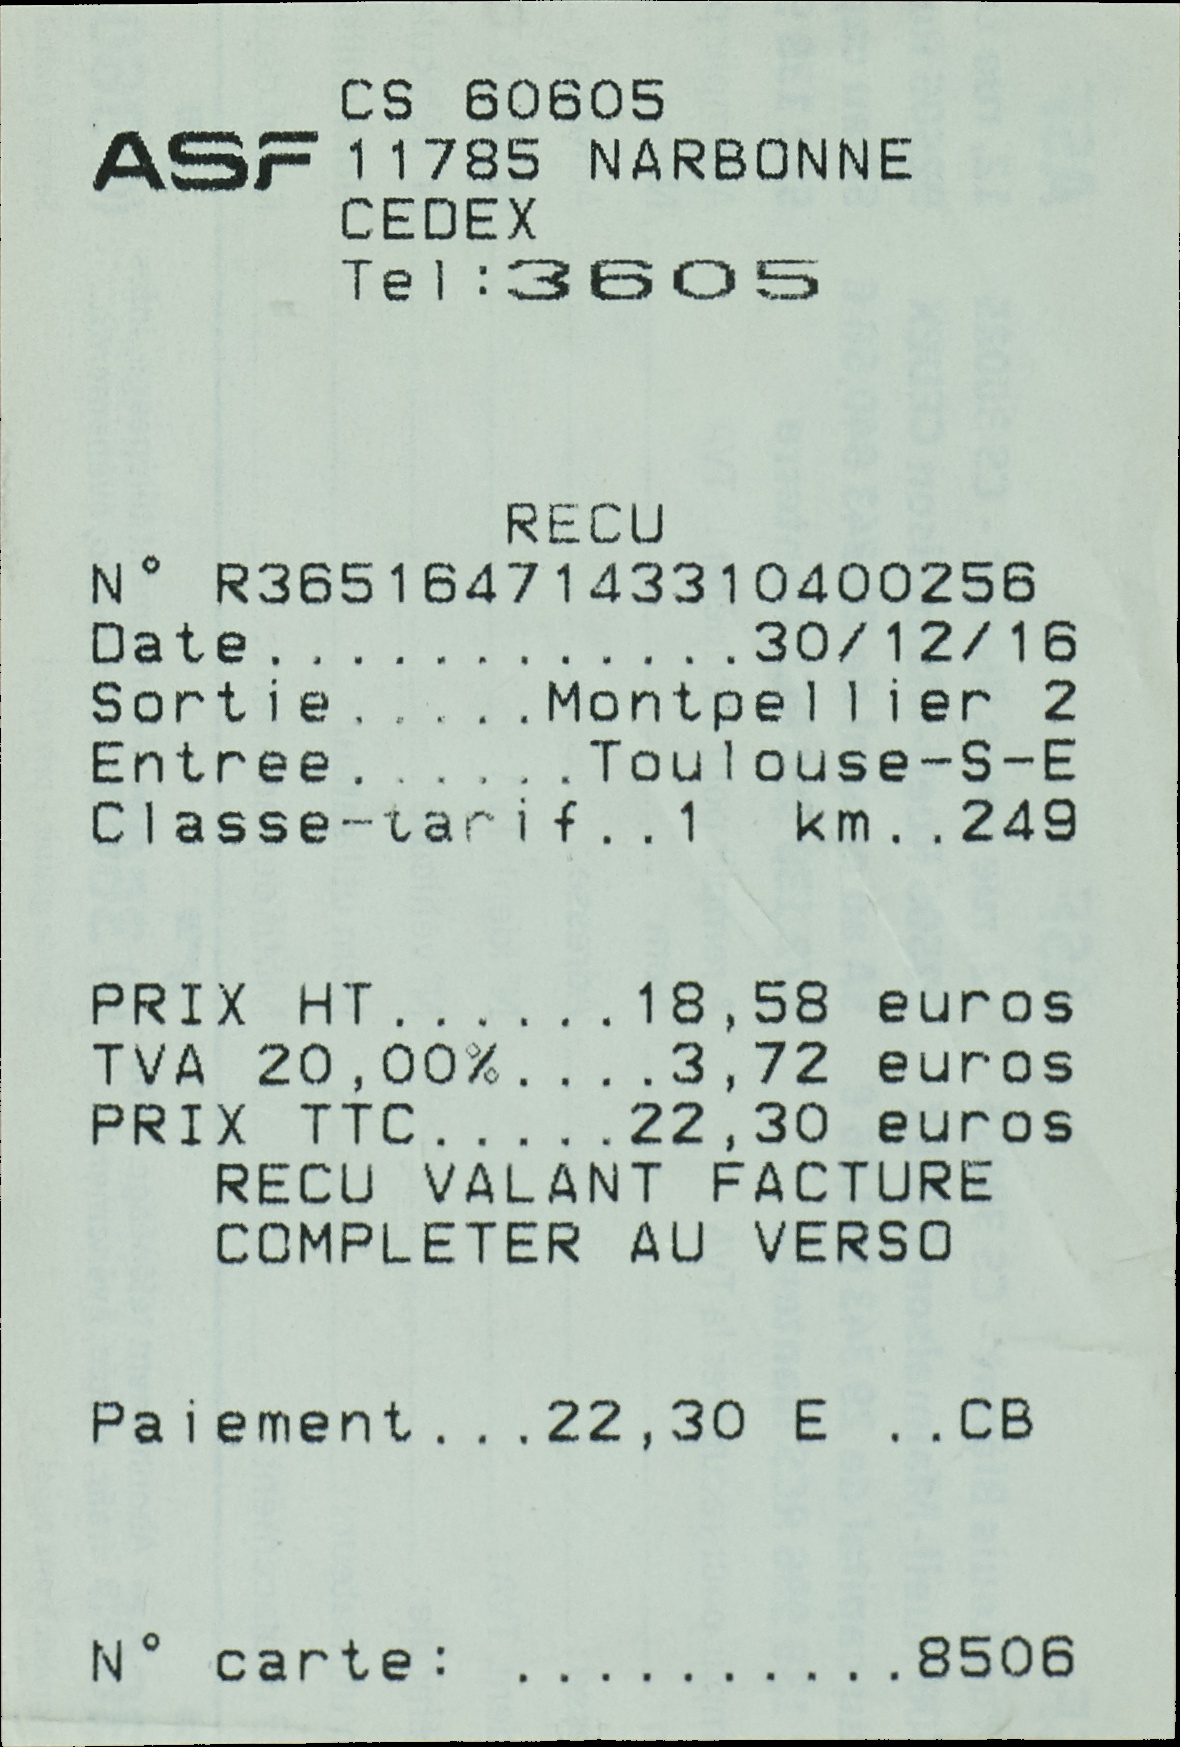 CS 60605
ASF 11785 NARBONNE
CEDEX
Tel:3605
RECU
N° R3651647143310400256
Date.............30/12/16
Sortie.....Montpellier 2
Entree......Toulouse-S-E
Classe-tarif..1 km..249
PRIX HT......18,58 euros
TVA 20,00%....3,72 euros
PRIX TTC.....22,30 euros
RECU VALANT FACTURE
COMPLETER AU VERSO
Paiement...22,30 E ..CB
N° carte: ..........8506